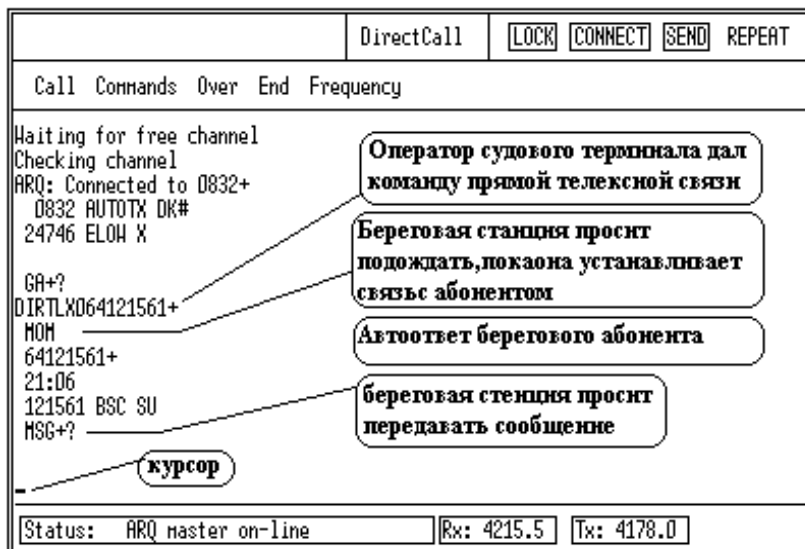 DirectCall LOCK CONNECT SEND REPEAT
Call Commands Over End Frequency
Waiting for free channel
Checking channel
ARQ: Connected to 0832+
0832 AUTOTX DK#
24746 ELOW X
GA+?
DIRTLX064121561+
MOM
64121561+
21:06
121561 BSC SU
MSG+?
Оператор судового терминала дал
команду прямой телексной связи
Береговая станция просит
подождать,покаона устанавливает
связьс абонентом
Автоответ берегового абонента
береговая стенция просит
передавать сообщение
курсор
Status: ARQ master on-line Rx: 4215.5 Tx: 4178.0